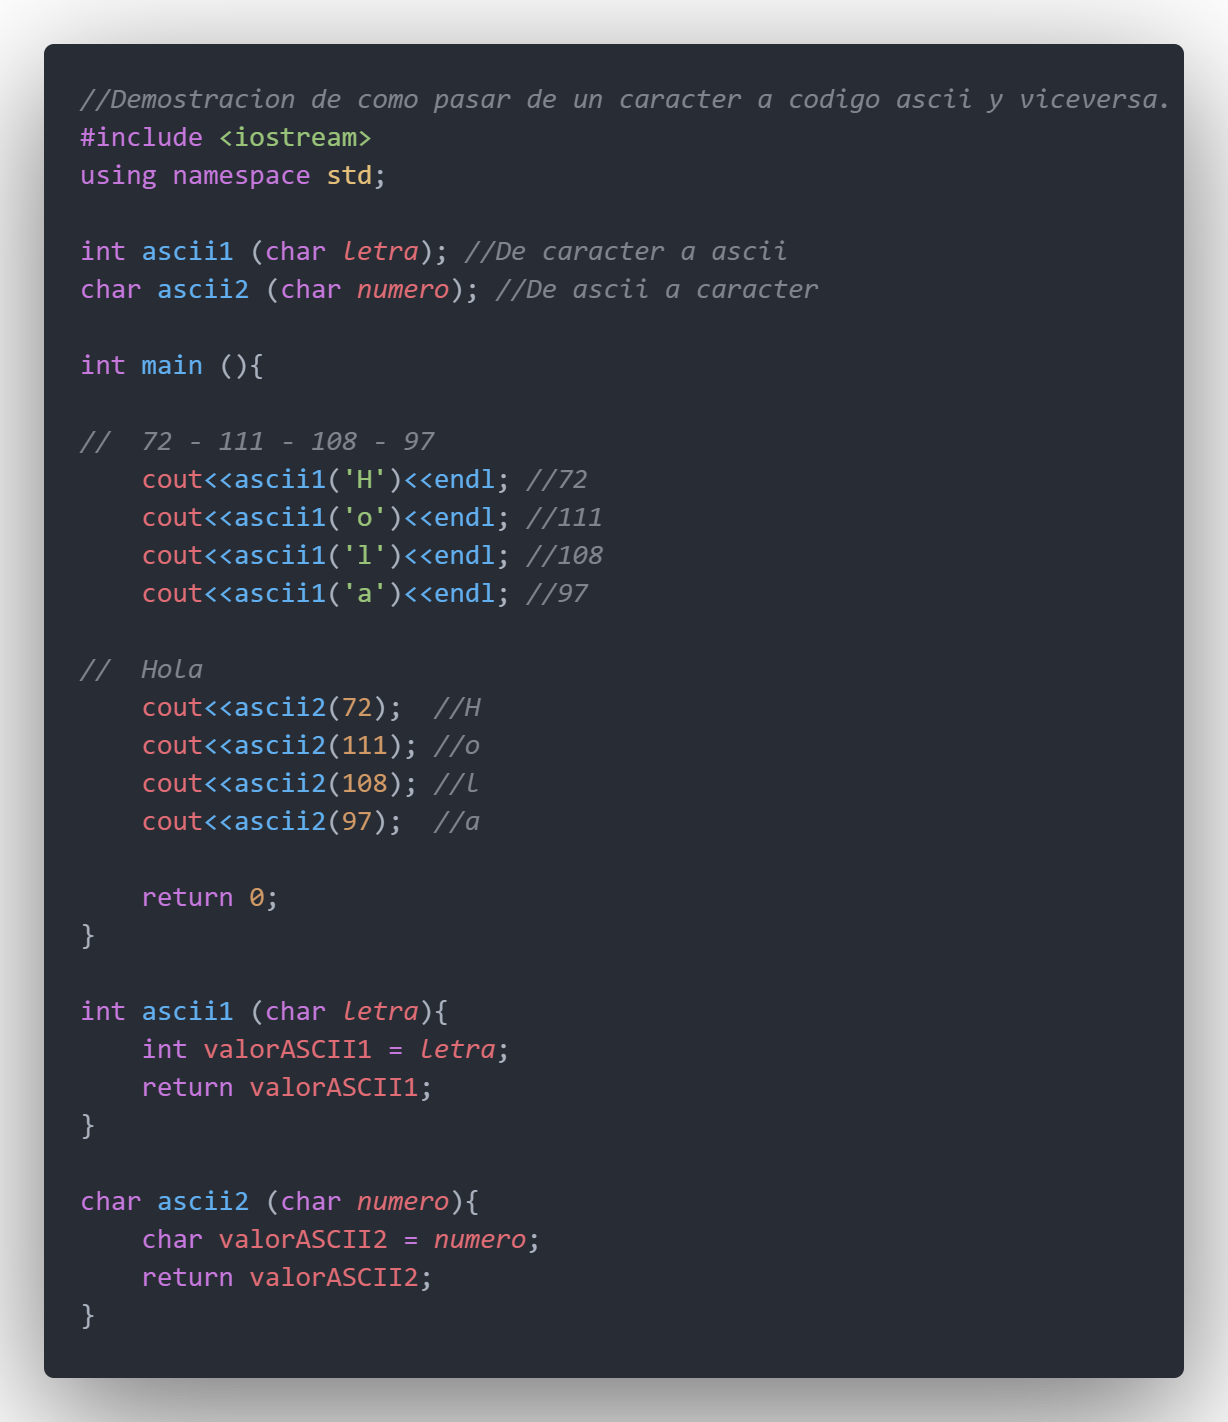 //Demostracion de como pasar de un caracter a codigo ascii y viceversa.
#include <iostream>
using namespace std;

int ascii1 (char letra); //De caracter a ascii
char ascii2 (char numero); //De ascii a caracter

int main (){

//  72 - 111 - 108 - 97
    cout<<ascii1('H')<<endl; //72
    cout<<ascii1('o')<<endl; //111
    cout<<ascii1('l')<<endl; //108
    cout<<ascii1('a')<<endl; //97

//  Hola
    cout<<ascii2(72);  //H
    cout<<ascii2(111); //o
    cout<<ascii2(108); //l
    cout<<ascii2(97);  //a

    return 0;
}

int ascii1 (char letra){
    int valorASCII1 = letra;
    return valorASCII1;
}

char ascii2 (char numero){
    char valorASCII2 = numero;
    return valorASCII2;
}